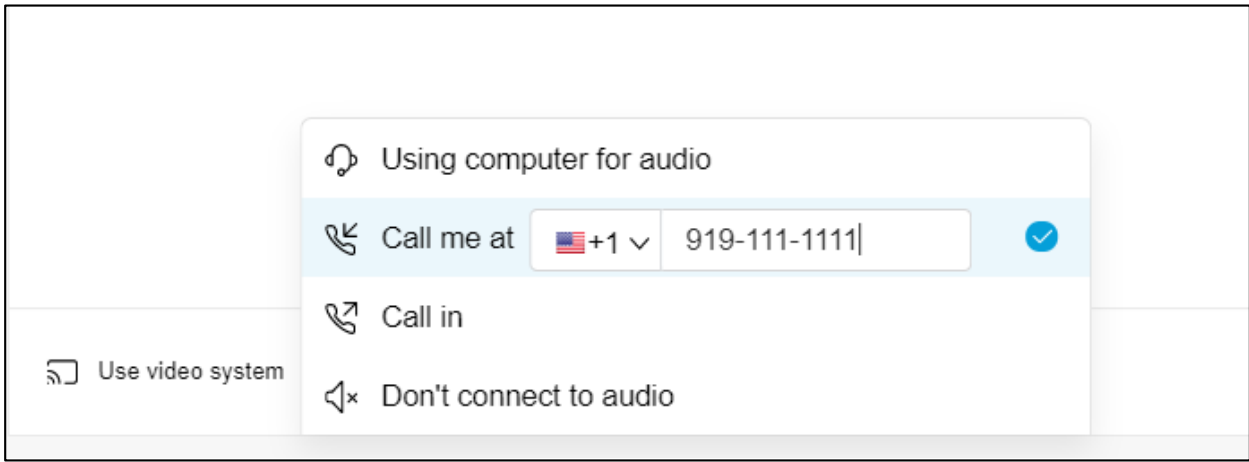 Using computer for audio
Call me at +1 919-111-1111
Call in
Use video system
Don't connect to audio